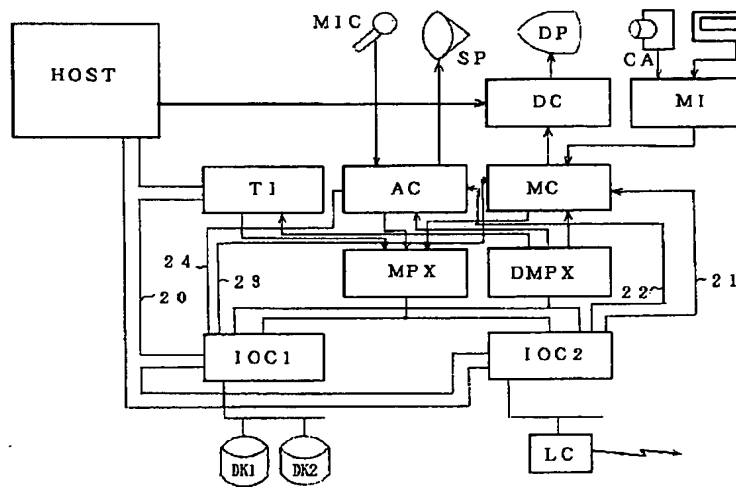 MIC
SP
DP
CA
HOST
DC
MI
TI
AC
MC
24
23
20
MPX
DMPX
22
21
IOC1
IOC2
DK1
DK2
LC